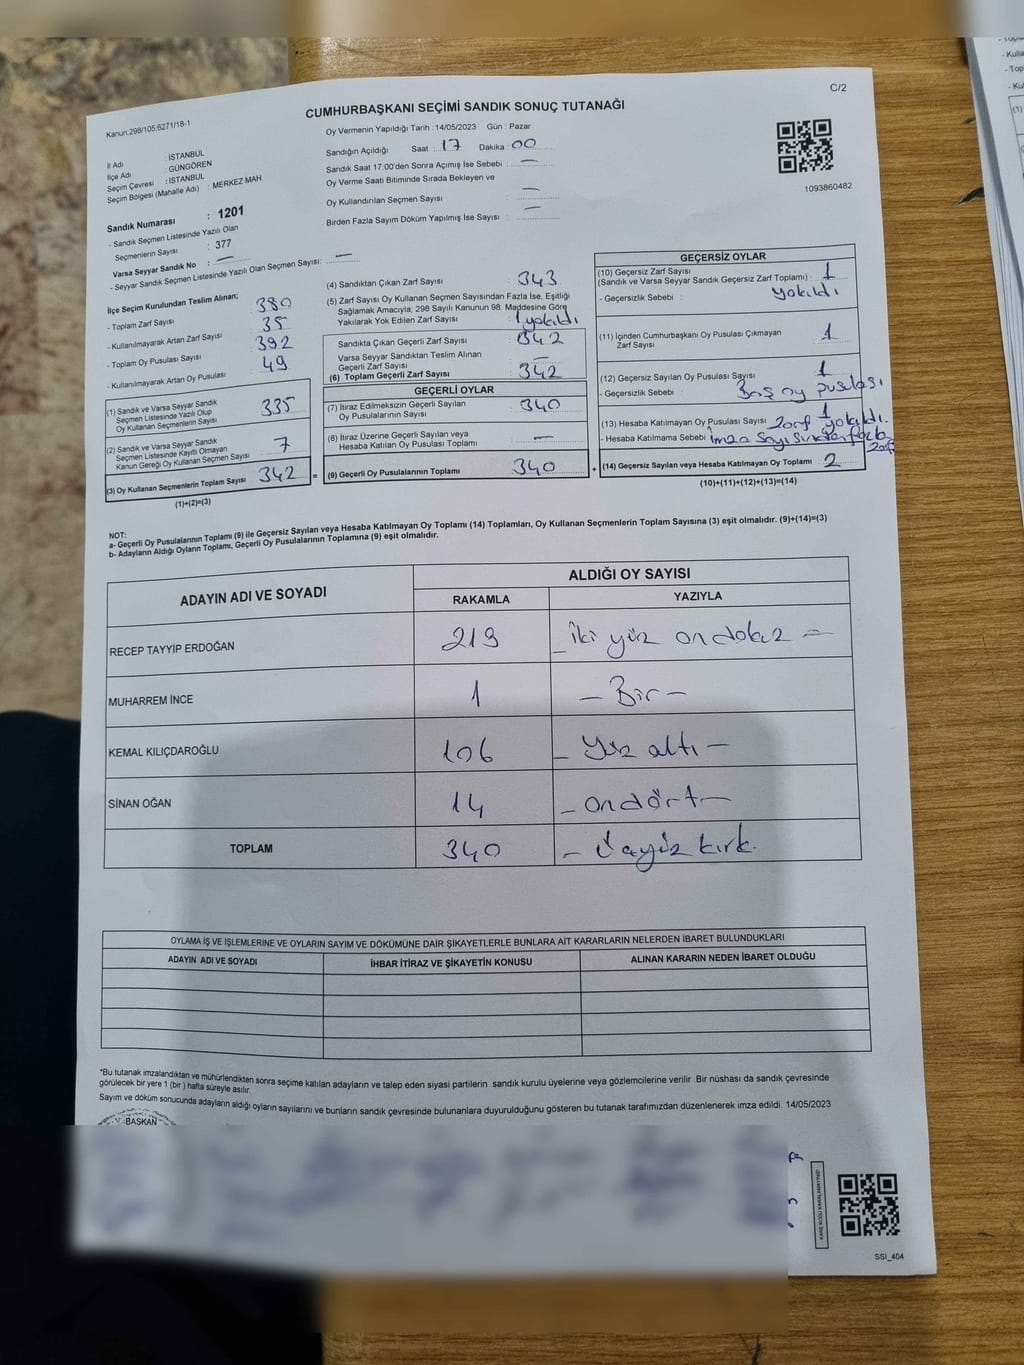 C/2
CUMHURBAŞKANI SEÇİMİ SANDIK SONUÇ TUTANAĞI
Kanun:298/105,6271/18-1
İl Adı : İSTANBUL
İlçe Adı : GÜNGÖREN
Seçim Çevresi : İSTANBUL
Seçim Bölgesi (Mahalle Adı) : MERKEZ MAH.
Sandık Numarası : 1201
- Sandık Seçmen Listesinde Yazılı Olan
Seçmenlerin Sayısı : 377
Varsa Seyyar Sandık No : —
- Seyyar Sandık Seçmen Listesinde Yazılı Olan Seçmen Sayısı: —
Oy Vermenin Yapıldığı Tarih : 14/05/2023 Gün : Pazar
Sandığın Açıldığı Saat : 17 Dakika : 00
Sandık Saat 17:00'den Sonra Açımış İse Sebebi : —
Oy Verme Saati Bitiminde Sırada Bekleyen ve
Oy Kullandırılan Seçmen Sayısı : —
Birden Fazla Sayım Döküm Yapılmış İse Sayısı : —
1093860482
İlçe Seçim Kurulundan Teslim Alınan;
- Toplam Zarf Sayısı 380
- Kullanılmayarak Artan Zarf Sayısı 35
- Toplam Oy Pusulası Sayısı 392
- Kullanılmayarak Artan Oy Pusulası 49
(1) Sandık ve Varsa Seyyar Sandık
Seçmen Listesinde Yazılı Olup
Oy Kullanan Seçmenlerin Sayısı 335
(2) Sandık ve Varsa Seyyar Sandık
Seçmen Listesinde Kayıtlı Olmayan
Kanun Gereği Oy Kullanan Seçmen Sayısı 7
(3) Oy Kullanan Seçmenlerin Toplam Sayısı 342 =
(1)+(2)=(3)
(4) Sandıktan Çıkan Zarf Sayısı : 343
(5) Zarf Sayısı Oy Kullanan Seçmen Sayısından Fazla İse, Eşitliği
Sağlamak Amacıyla, 298 Sayılı Kanunun 98. Maddesine Göre
Yakılarak Yok Edilen Zarf Sayısı : 1 yakıldı
Sandıkta Çıkan Geçerli Zarf Sayısı : 342
Varsa Seyyar Sandıktan Teslim Alınan
Geçerli Zarf Sayısı : —
(6) Toplam Geçerli Zarf Sayısı : 342
GEÇERLİ OYLAR
(7) İtiraz Edilmeksizin Geçerli Sayılan
Oy Pusulalarının Sayısı : 340
(8) İtiraz Üzerine Geçerli Sayılan veya
Hesaba Katılan Oy Pusulası Toplamı : —
(9) Geçerli Oy Pusulalarının Toplamı : 340 +
GEÇERSİZ OYLAR
(10) Geçersiz Zarf Sayısı
(Sandık ve Varsa Seyyar Sandık Geçersiz Zarf Toplamı) : 1
- Geçersizlik Sebebi : yakıldı
(11) İçinden Cumhurbaşkanı Oy Pusulası Çıkmayan
Zarf Sayısı : 1
(12) Geçersiz Sayılan Oy Pusulası Sayısı : 1
- Geçersizlik Sebebi : Boş oy pusulası
(13) Hesaba Katılmayan Oy Pusulası Sayısı : 1 zarf yakıldı.
- Hesaba Katılmama Sebebi : İmza sayısından fazla zarf
(14) Geçersiz Sayılan veya Hesaba Katılmayan Oy Toplamı : 2
(10)+(11)+(12)+(13)=(14)
NOT:
a- Geçerli Oy Pusulalarının Toplamı (9) ile Geçersiz Sayılan veya Hesaba Katılmayan Oy Toplamı (14) Toplamları, Oy Kullanan Seçmenlerin Toplam Sayısına (3) eşit olmalıdır. (9)+(14)=(3)
b- Adayların Aldığı Oyların Toplamı, Geçerli Oy Pusulalarının Toplamına (9) eşit olmalıdır.
ADAYIN ADI VE SOYADI ALDIĞI OY SAYISI
RAKAMLA YAZIYLA
RECEP TAYYİP ERDOĞAN 219 – İki yüz ondokuz –
MUHARREM İNCE 1 – Bir –
KEMAL KILIÇDAROĞLU 106 – Yüz altı –
SİNAN OĞAN 14 – ondört –
TOPLAM 340 – Üçyüz kırk.
OYLAMA İŞ VE İŞLEMLERİNE VE OYLARIN SAYIM VE DÖKÜMÜNE DAİR ŞİKAYETLERLE BUNLARA AİT KARARLARIN NELERDEN İBARET BULUNDUKLARI
ADAYIN ADI VE SOYADI İHBAR İTİRAZ VE ŞİKAYETİN KONUSU ALINAN KARARIN NEDEN İBARET OLDUĞU
*Bu tutanak imzalandıktan ve mühürlendikten sonra seçime katılan adayların ve talep eden siyasi partilerin sandık kurulu üyelerine veya gözlemcilerine verilir. Bir nüshası da sandık çevresinde
görülecek bir yere 1 (bir ) hafta süreyle asılır.
Sayım ve döküm sonucunda adayların aldığı oyların sayılarını ve bunların sandık çevresinde bulunanlara duyurulduğunu gösteren bu tutanak tarafımızdan düzenlenerek imza edildi. 14/05/2023
BAŞKAN
SSI_404